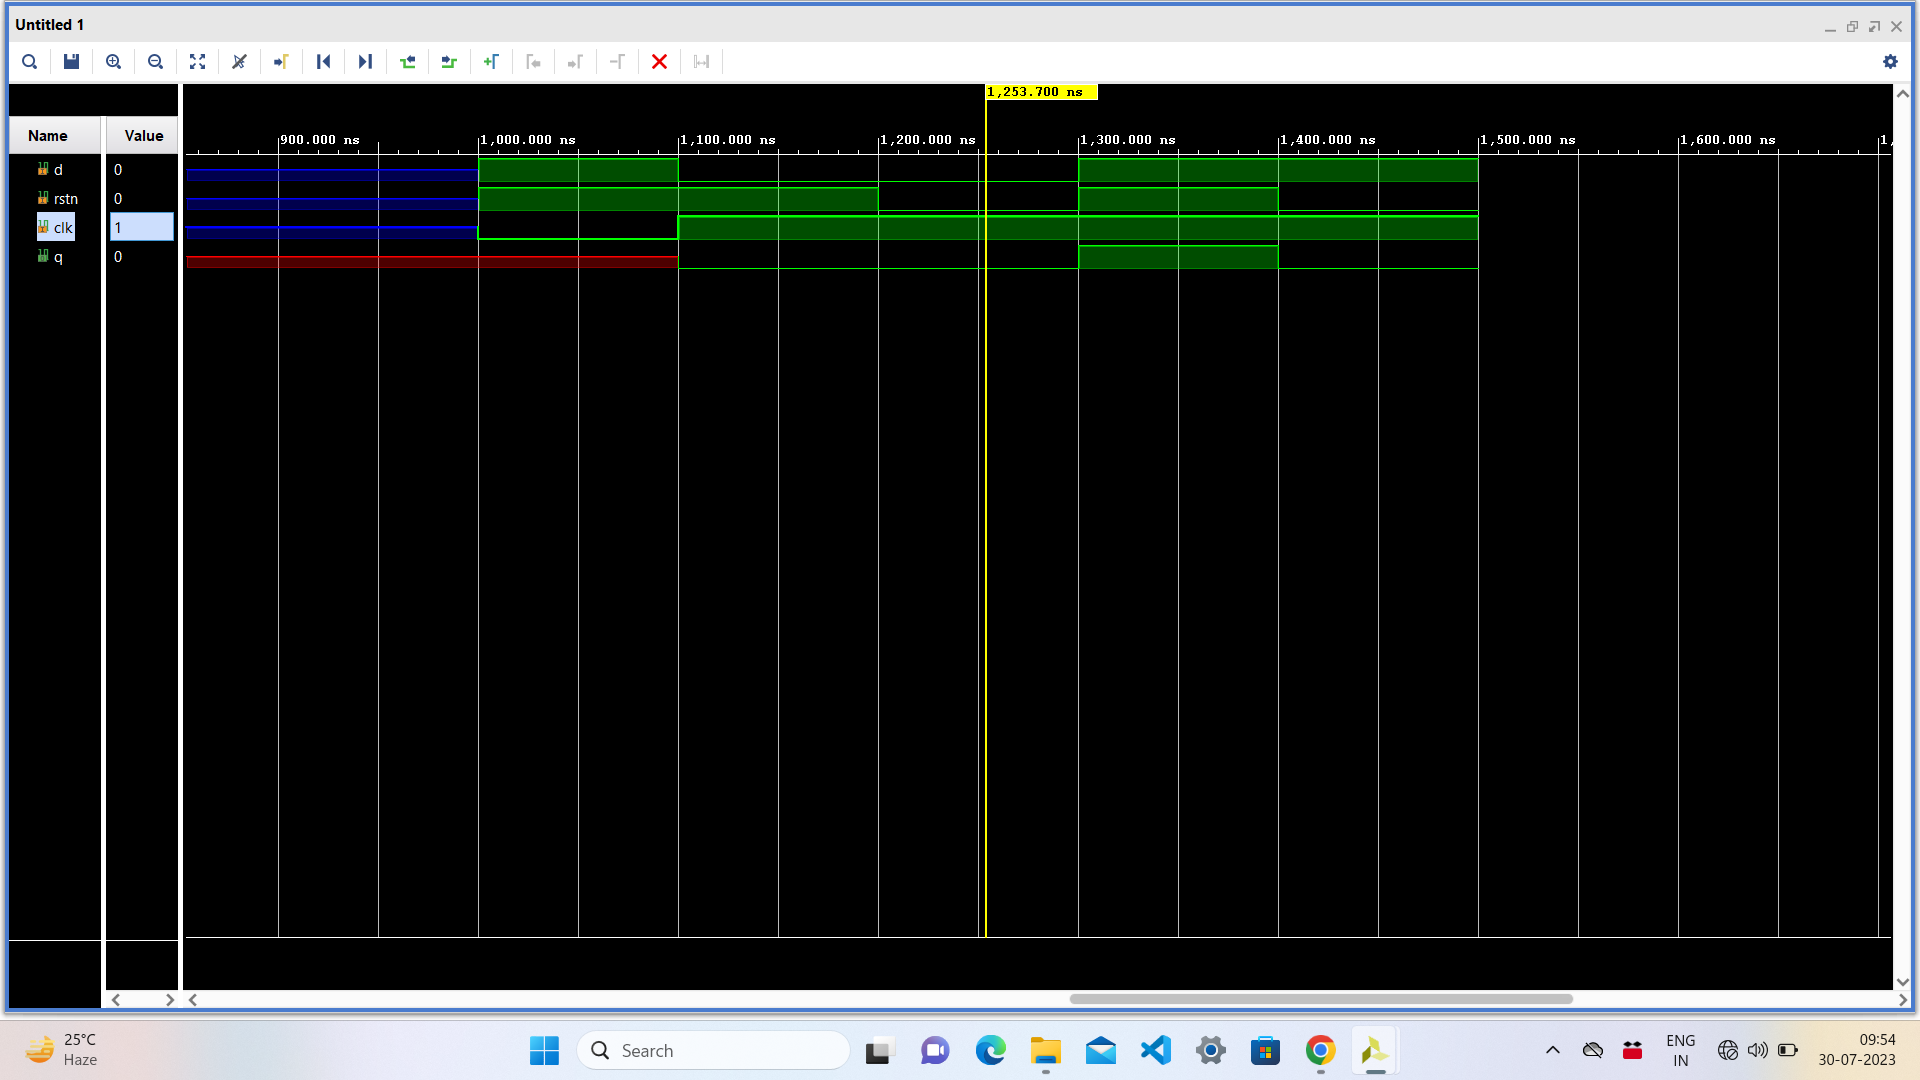 Untitled 1
1,253.700 ns
Name
Value
900.000 ns
1,000.000 ns
1,100.000 ns
1,200.000 ns
1,300.000 ns
1,400.000 ns
1,500.000 ns
1,600.000 ns
1,
d
0
rstn
0
clk
1
q
0
25°C
Haze
Search
ENG
IN
09:54
30-07-2023